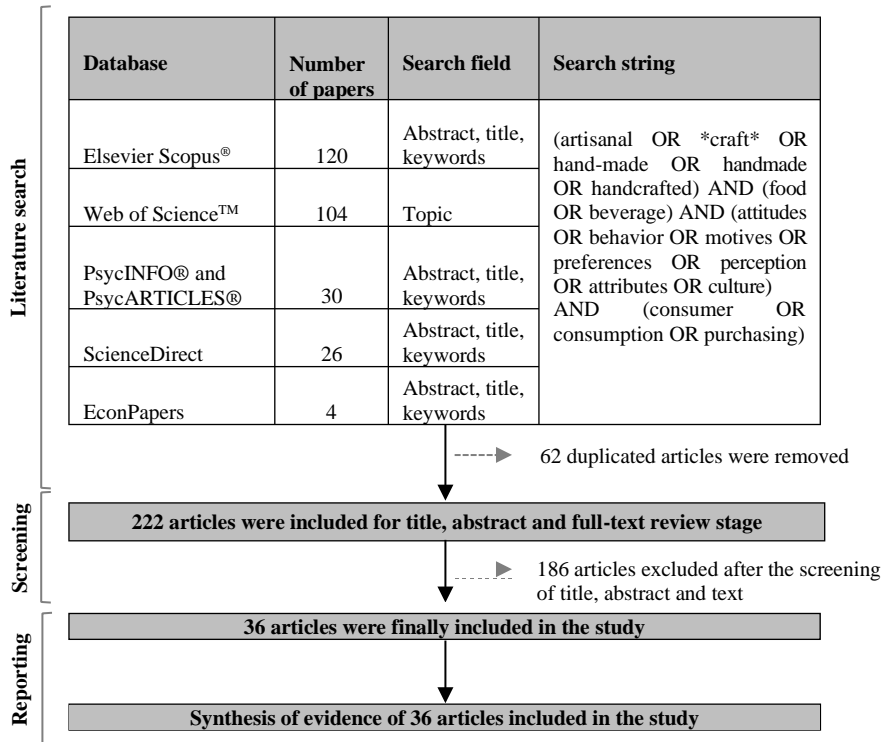 Database
Number
of papers
Search field
Search string
Elsevier Scopus®
120
Abstract, title,
keywords
Web of Science™
104
Topic
PsycINFO® and
PsycARTICLES®
30
Abstract, title,
keywords
ScienceDirect
26
Abstract, title,
keywords
EconPapers
4
Abstract, title,
keywords
(artisanal OR *craft* OR
hand-made OR handmade
OR handcrafted) AND (food
OR beverage) AND (attitudes
OR behavior OR motives OR
preferences OR perception
OR attributes OR culture)
AND (consumer OR
consumption OR purchasing)
Literature search
62 duplicated articles were removed
Screening
222 articles were included for title, abstract and full-text review stage
186 articles excluded after the screening
of title, abstract and text
Reporting
36 articles were finally included in the study
Synthesis of evidence of 36 articles included in the study